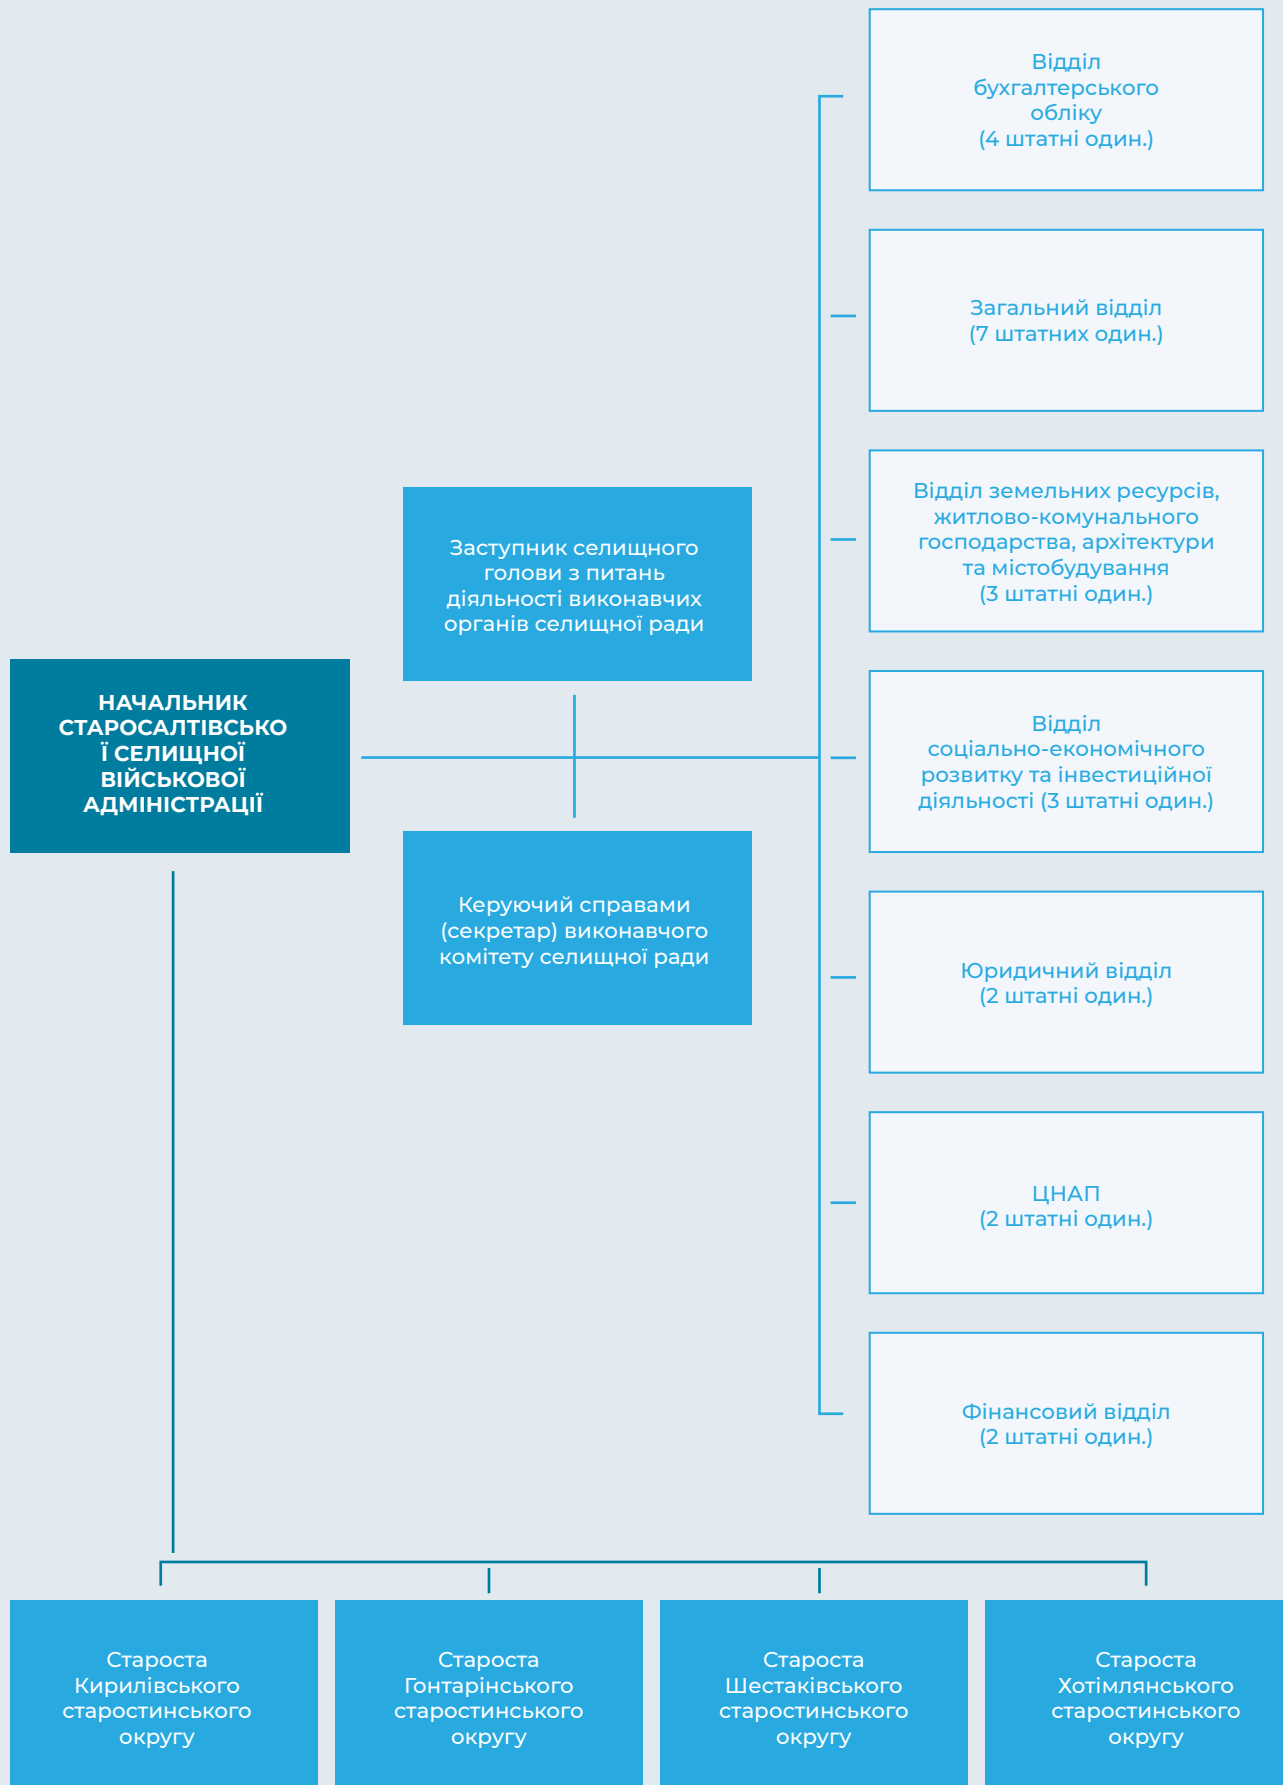 Відділ
бухгалтерського
обліку
(4 штатні один.)
Загальний відділ
(7 штатних один.)
Відділ земельних ресурсів,
житлово-комунального
господарства, архітектури
та містобудування
(3 штатні один.)
Заступник селищного
голови з питань
діяльності виконавчих
органів селищної ради
НАЧАЛЬНИК
СТАРОСАЛТІВСЬКО
Ї СЕЛИЩНОЇ
ВІЙСЬКОВОЇ
АДМІНІСТРАЦІЇ
Відділ
соціально-економічного
розвитку та інвестиційної
діяльності (3 штатні один.)
Керуючий справами
(секретар) виконавчого
комітету селищної ради
Юридичний відділ
(2 штатні один.)
ЦНАП
(2 штатні один.)
Фінансовий відділ
(2 штатні один.)
Староста
Кирилівського
старостинського
округу
Староста
Гонтарінського
старостинського
округу
Староста
Шестаківського
старостинського
округу
Староста
Хотімлянського
старостинського
округу